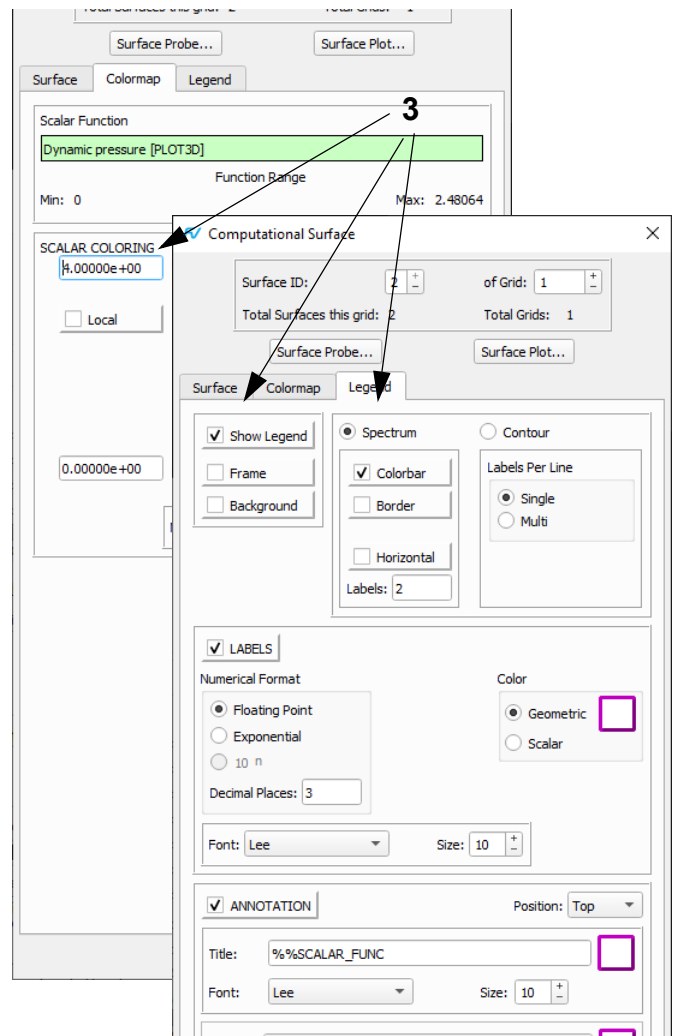 Total Surfaces this grid: 2 Total Grids: 1
Surface Probe... Surface Plot...
Surface Colormap Legend
3
Scalar Function
Dynamic pressure [PLOT3D]
Function Range
Min: 0 Max: 2.48064
SCALAR COLORING
4.00000e+00
Local
0.00000e+00
Computational Surface
Surface ID: 2 of Grid: 1
Total Surfaces this grid: 2 Total Grids: 1
Surface Probe... Surface Plot...
Surface Colormap Legend
Show Legend Spectrum Contour
Frame Colorbar Labels Per Line
Background Border Single
Multi
Horizontal
Labels: 2
LABELS
Numerical Format Color
Floating Point Geometric
Exponential Scalar
10 n
Decimal Places: 3
Font: Lee Size: 10
ANNOTATION Position: Top
Title: %%SCALAR_FUNC
Font: Lee Size: 10